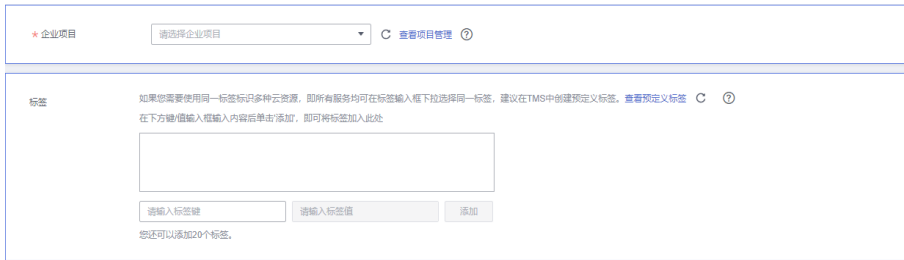 * 企业项目 请选择企业项目 查看项目管理 ?
标签 如果您需要使用同一标签标识多种云资源，即所有服务均可在标签输入框下拉选择同一标签，建议在TMS中创建预定义标签。查看预定义标签 ?
在下方键/值输入框输入内容后单击'添加'，即可将标签加入此处
请输入标签键 请输入标签值 添加
您还可以添加20个标签。